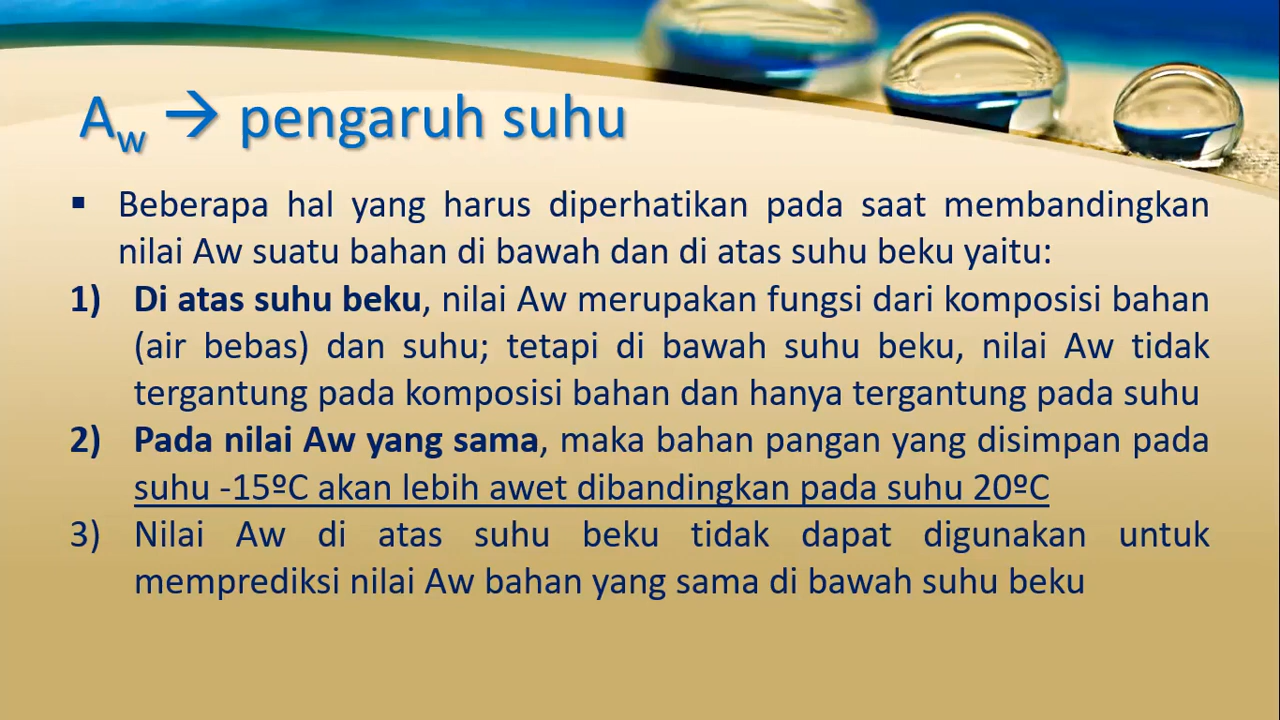 Aw → pengaruh suhu
▪ Beberapa hal yang harus diperhatikan pada saat membandingkan
nilai Aw suatu bahan di bawah dan di atas suhu beku yaitu:
1) Di atas suhu beku, nilai Aw merupakan fungsi dari komposisi bahan
(air bebas) dan suhu; tetapi di bawah suhu beku, nilai Aw tidak
tergantung pada komposisi bahan dan hanya tergantung pada suhu
2) Pada nilai Aw yang sama, maka bahan pangan yang disimpan pada
suhu -15ºC akan lebih awet dibandingkan pada suhu 20ºC
3) Nilai Aw di atas suhu beku tidak dapat digunakan untuk
memprediksi nilai Aw bahan yang sama di bawah suhu beku